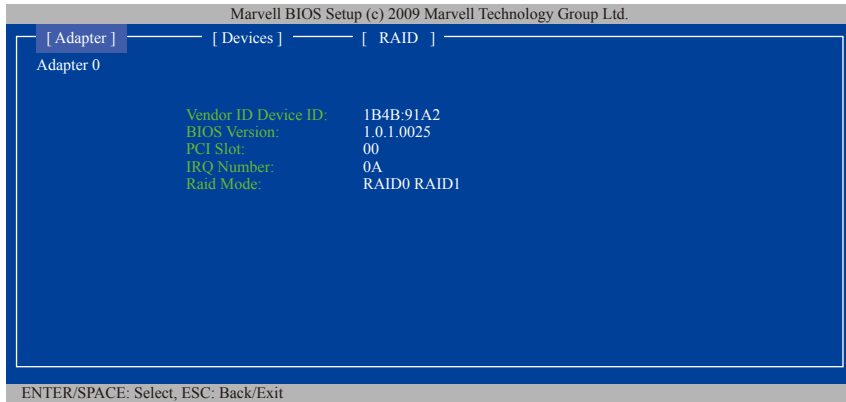 Marvell BIOS Setup (c) 2009 Marvell Technology Group Ltd.
[ Adapter ] [ Devices ] [ RAID ]
Adapter 0
Vendor ID Device ID: 1B4B:91A2
BIOS Version: 1.0.1.0025
PCI Slot: 00
IRQ Number: 0A
Raid Mode: RAID0 RAID1
ENTER/SPACE: Select, ESC: Back/Exit